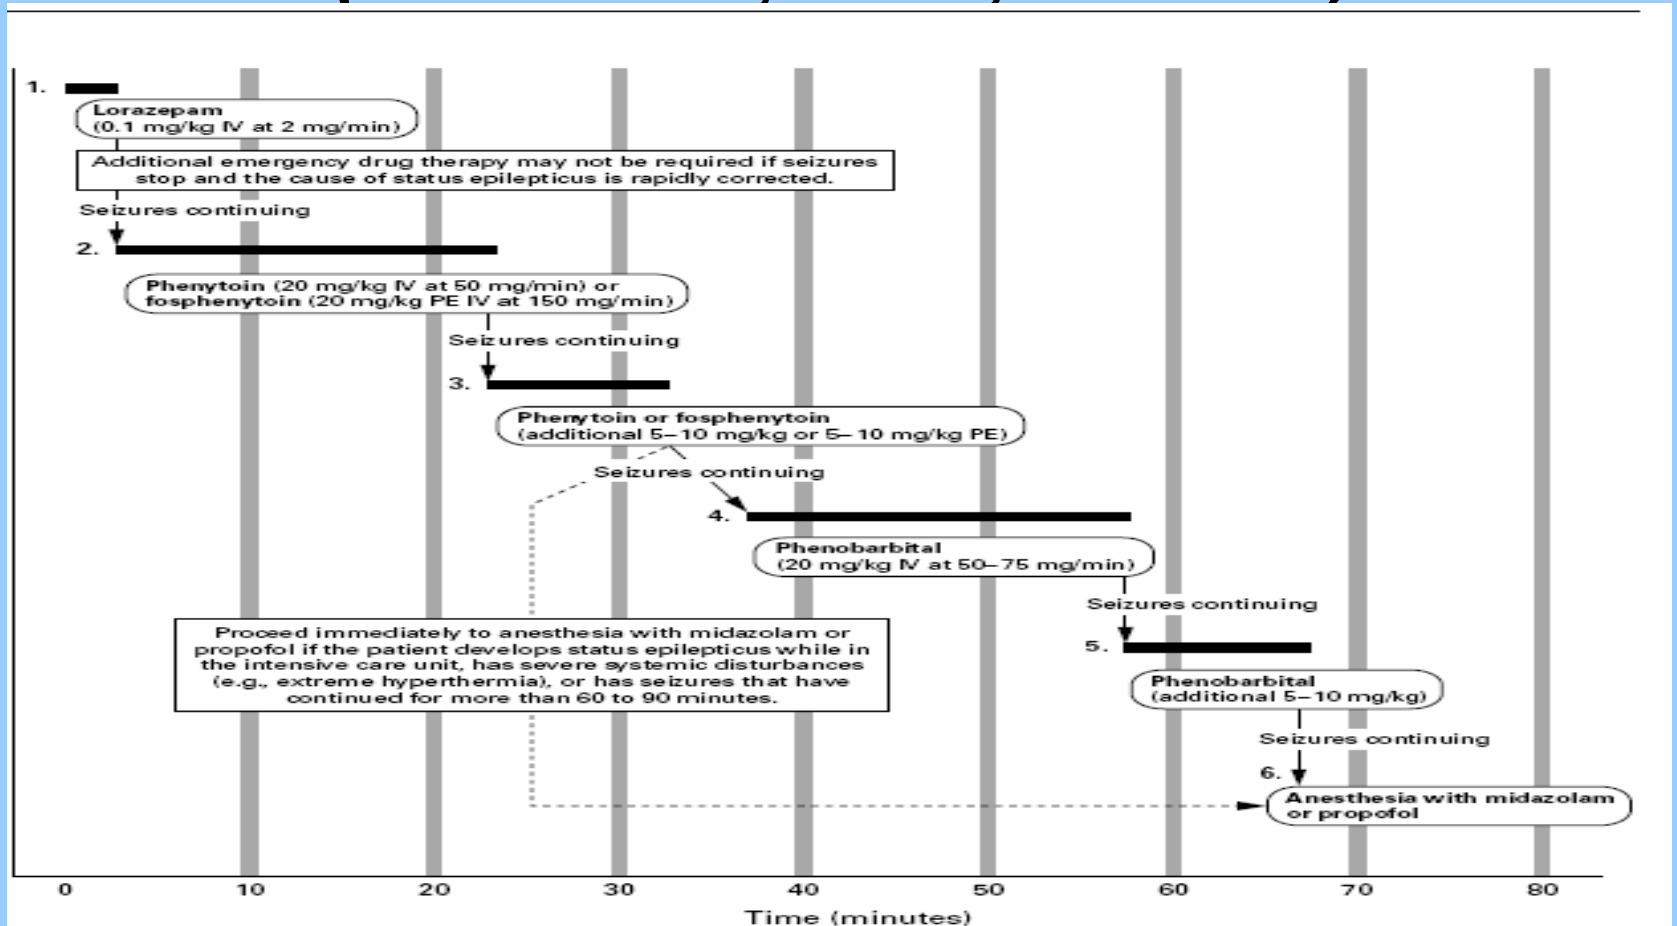 1.
Lorazepam
(0.1 mg/kg IV at 2 mg/min)
Additional emergency drug therapy may not be required if seizures
stop and the cause of status epilepticus is rapidly corrected.
Seizures continuing
2.
Phenytoin (20 mg/kg IV at 50 mg/min) or
fosphenytoin (20 mg/kg PE IV at 150 mg/min)
Seizures continuing
3.
Phenytoin or fosphenytoin
(additional 5–10 mg/kg or 5–10 mg/kg PE)
Seizures continuing
4.
Phenobarbital
(20 mg/kg IV at 50–75 mg/min)
Seizures continuing
Proceed immediately to anesthesia with midazolam or
propofol if the patient develops status epilepticus while in
the intensive care unit, has severe systemic disturbances
(e.g., extreme hyperthermia), or has seizures that have
continued for more than 60 to 90 minutes.
5.
Phenobarbital
(additional 5–10 mg/kg)
Seizures continuing
6.
Anesthesia with midazolam
or propofol
0 10 20 30 40 50 60 70 80
Time (minutes)